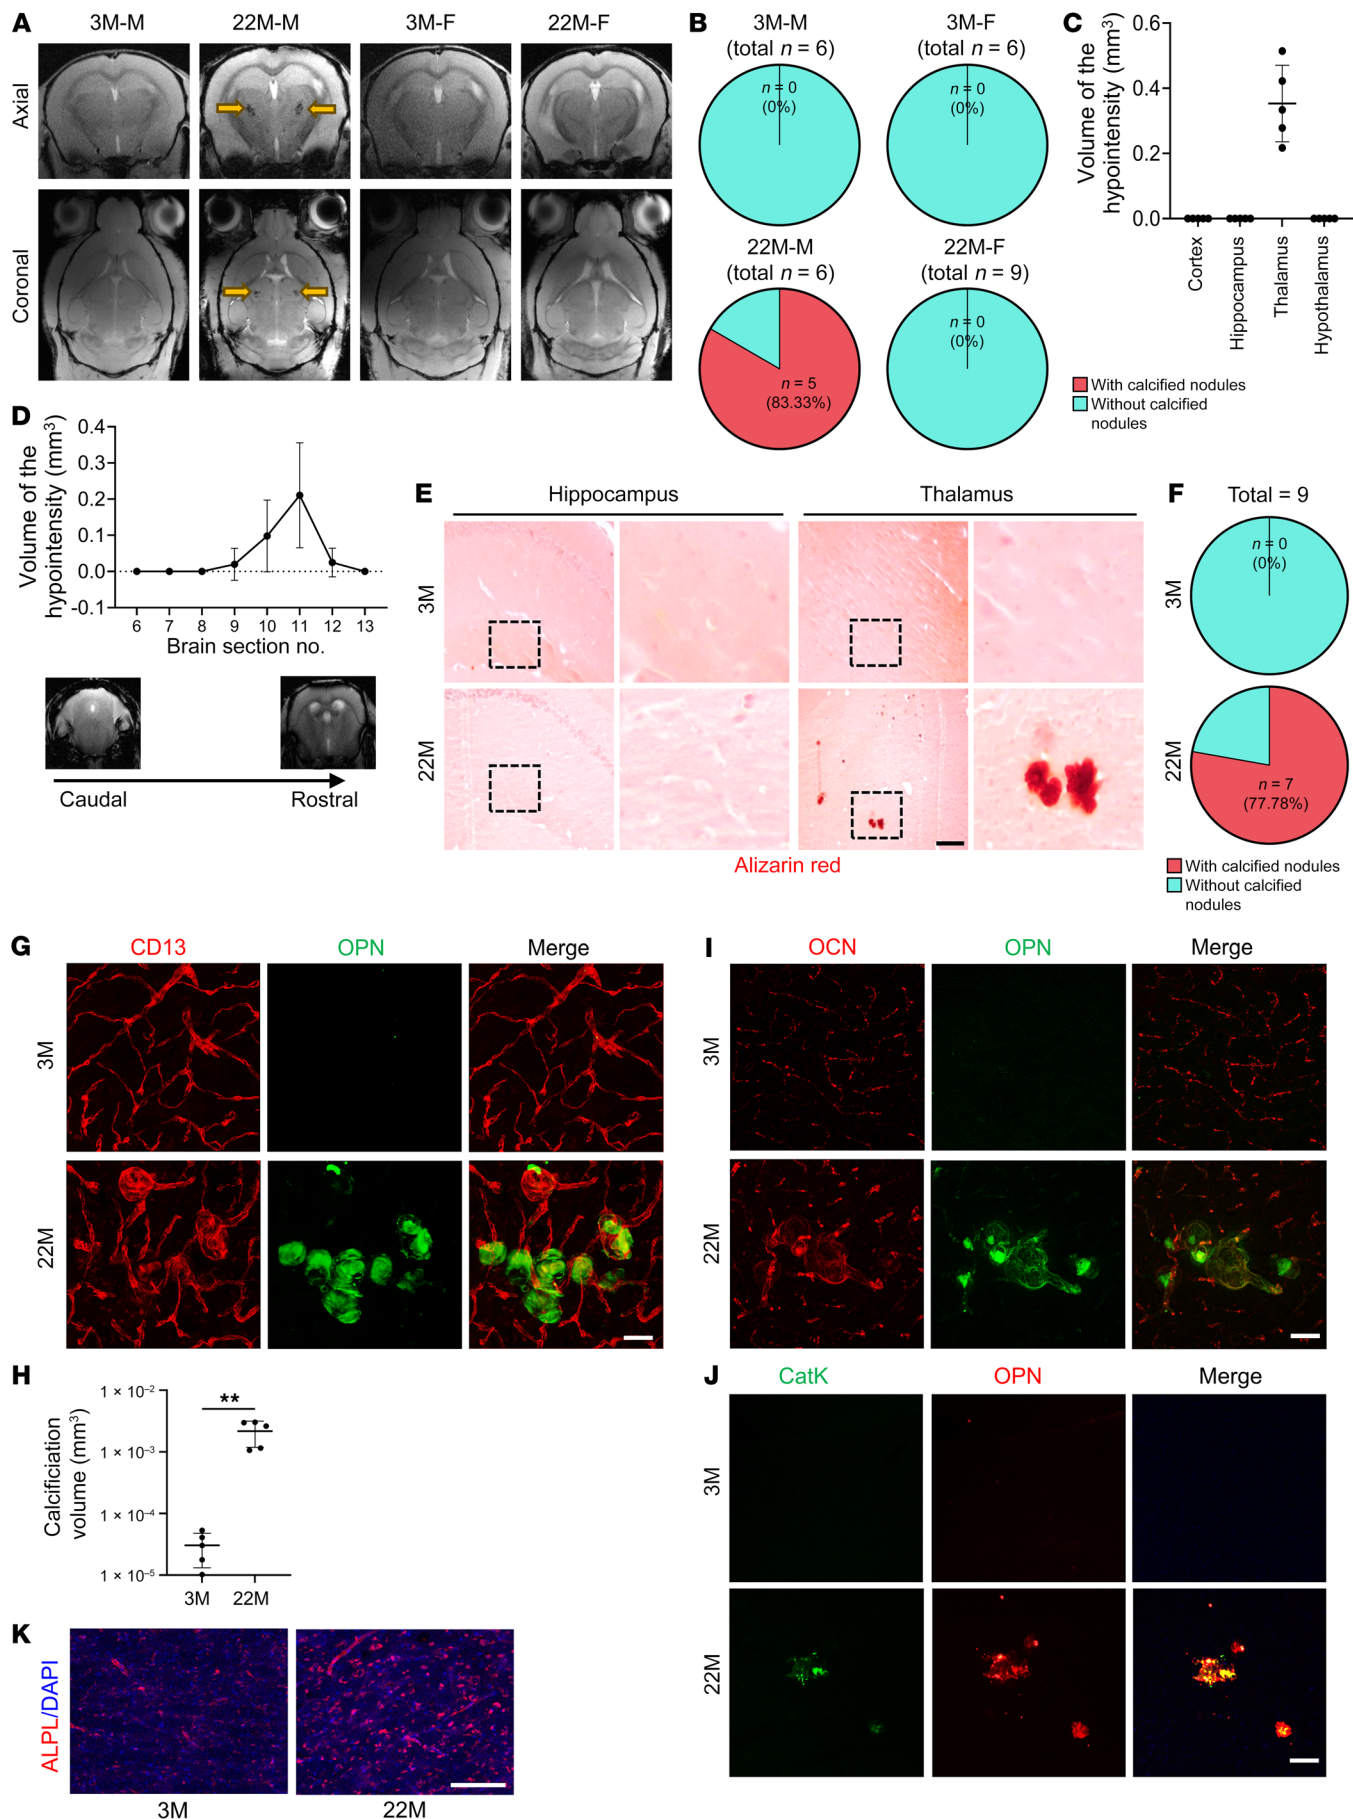 A
3M-M
22M-M
3M-F
22M-F
Axial
Coronal
B
3M-M
(total n = 6)
n = 0
(0%)
3M-F
(total n = 6)
n = 0
(0%)
22M-M
(total n = 6)
n = 5
(83.33%)
22M-F
(total n = 9)
n = 0
(0%)
With calcified nodules
Without calcified
nodules
C
Volume of the
hypointensity (mm³)
0.6
0.4
0.2
0.0
Cortex
Hippocampus
Thalamus
Hypothalamus
D
Volume of the
hypointensity (mm³)
0.4
0.3
0.2
0.1
0.0
-0.1
6 7 8 9 10 11 12 13
Brain section no.
Caudal
Rostral
E
Hippocampus
Thalamus
3M
22M
Alizarin red
F
Total = 9
3M
n = 0
(0%)
22M
n = 7
(77.78%)
With calcified nodules
Without calcified
nodules
G
CD13
OPN
Merge
3M
22M
H
Calcificiation
volume (mm³)
1 × 10⁻²
1 × 10⁻³
1 × 10⁻⁴
1 × 10⁻⁵
**
3M
22M
I
OCN
OPN
Merge
3M
22M
J
CatK
OPN
Merge
3M
22M
K
ALPL/DAPI
3M
22M